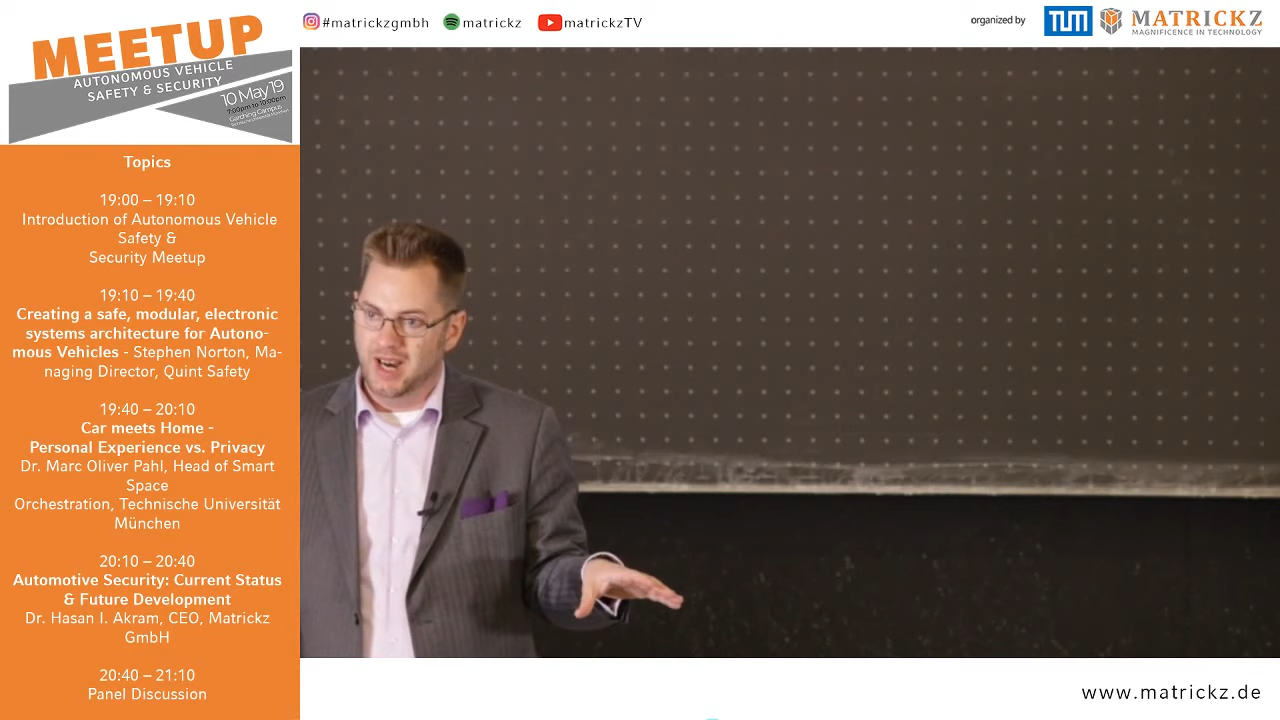 MEETUP
AUTONOMOUS VEHICLE
SAFETY & SECURITY
10 May 19
7:00pm to 10:00pm
Garching Campus
#matrickzgmbh
matrickz
matrickzTV
organized by
TUM
MATRICKZ
MAGNIFICENCE IN TECHNOLOGY
Topics
19:00 – 19:10
Introduction of Autonomous Vehicle
Safety &
Security Meetup
19:10 – 19:40
Creating a safe, modular, electronic
systems architecture for Autono-
mous Vehicles - Stephen Norton, Ma-
naging Director, Quint Safety
19:40 – 20:10
Car meets Home -
Personal Experience vs. Privacy
Dr. Marc Oliver Pahl, Head of Smart
Space
Orchestration, Technische Universität
München
20:10 – 20:40
Automotive Security: Current Status
& Future Development
Dr. Hasan I. Akram, CEO, Matrickz
GmbH
20:40 – 21:10
Panel Discussion
www.matrickz.de